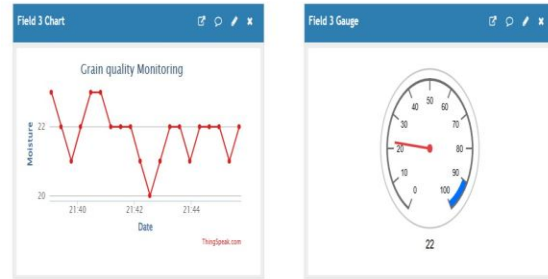 Field 3 Chart
Grain quality Monitoring
Moisture
22
20
21:40 21:42 21:44
Date
ThingSpeak.com
Field 3 Gauge
0
10
20
30
40
50
60
70
80
90
100
22